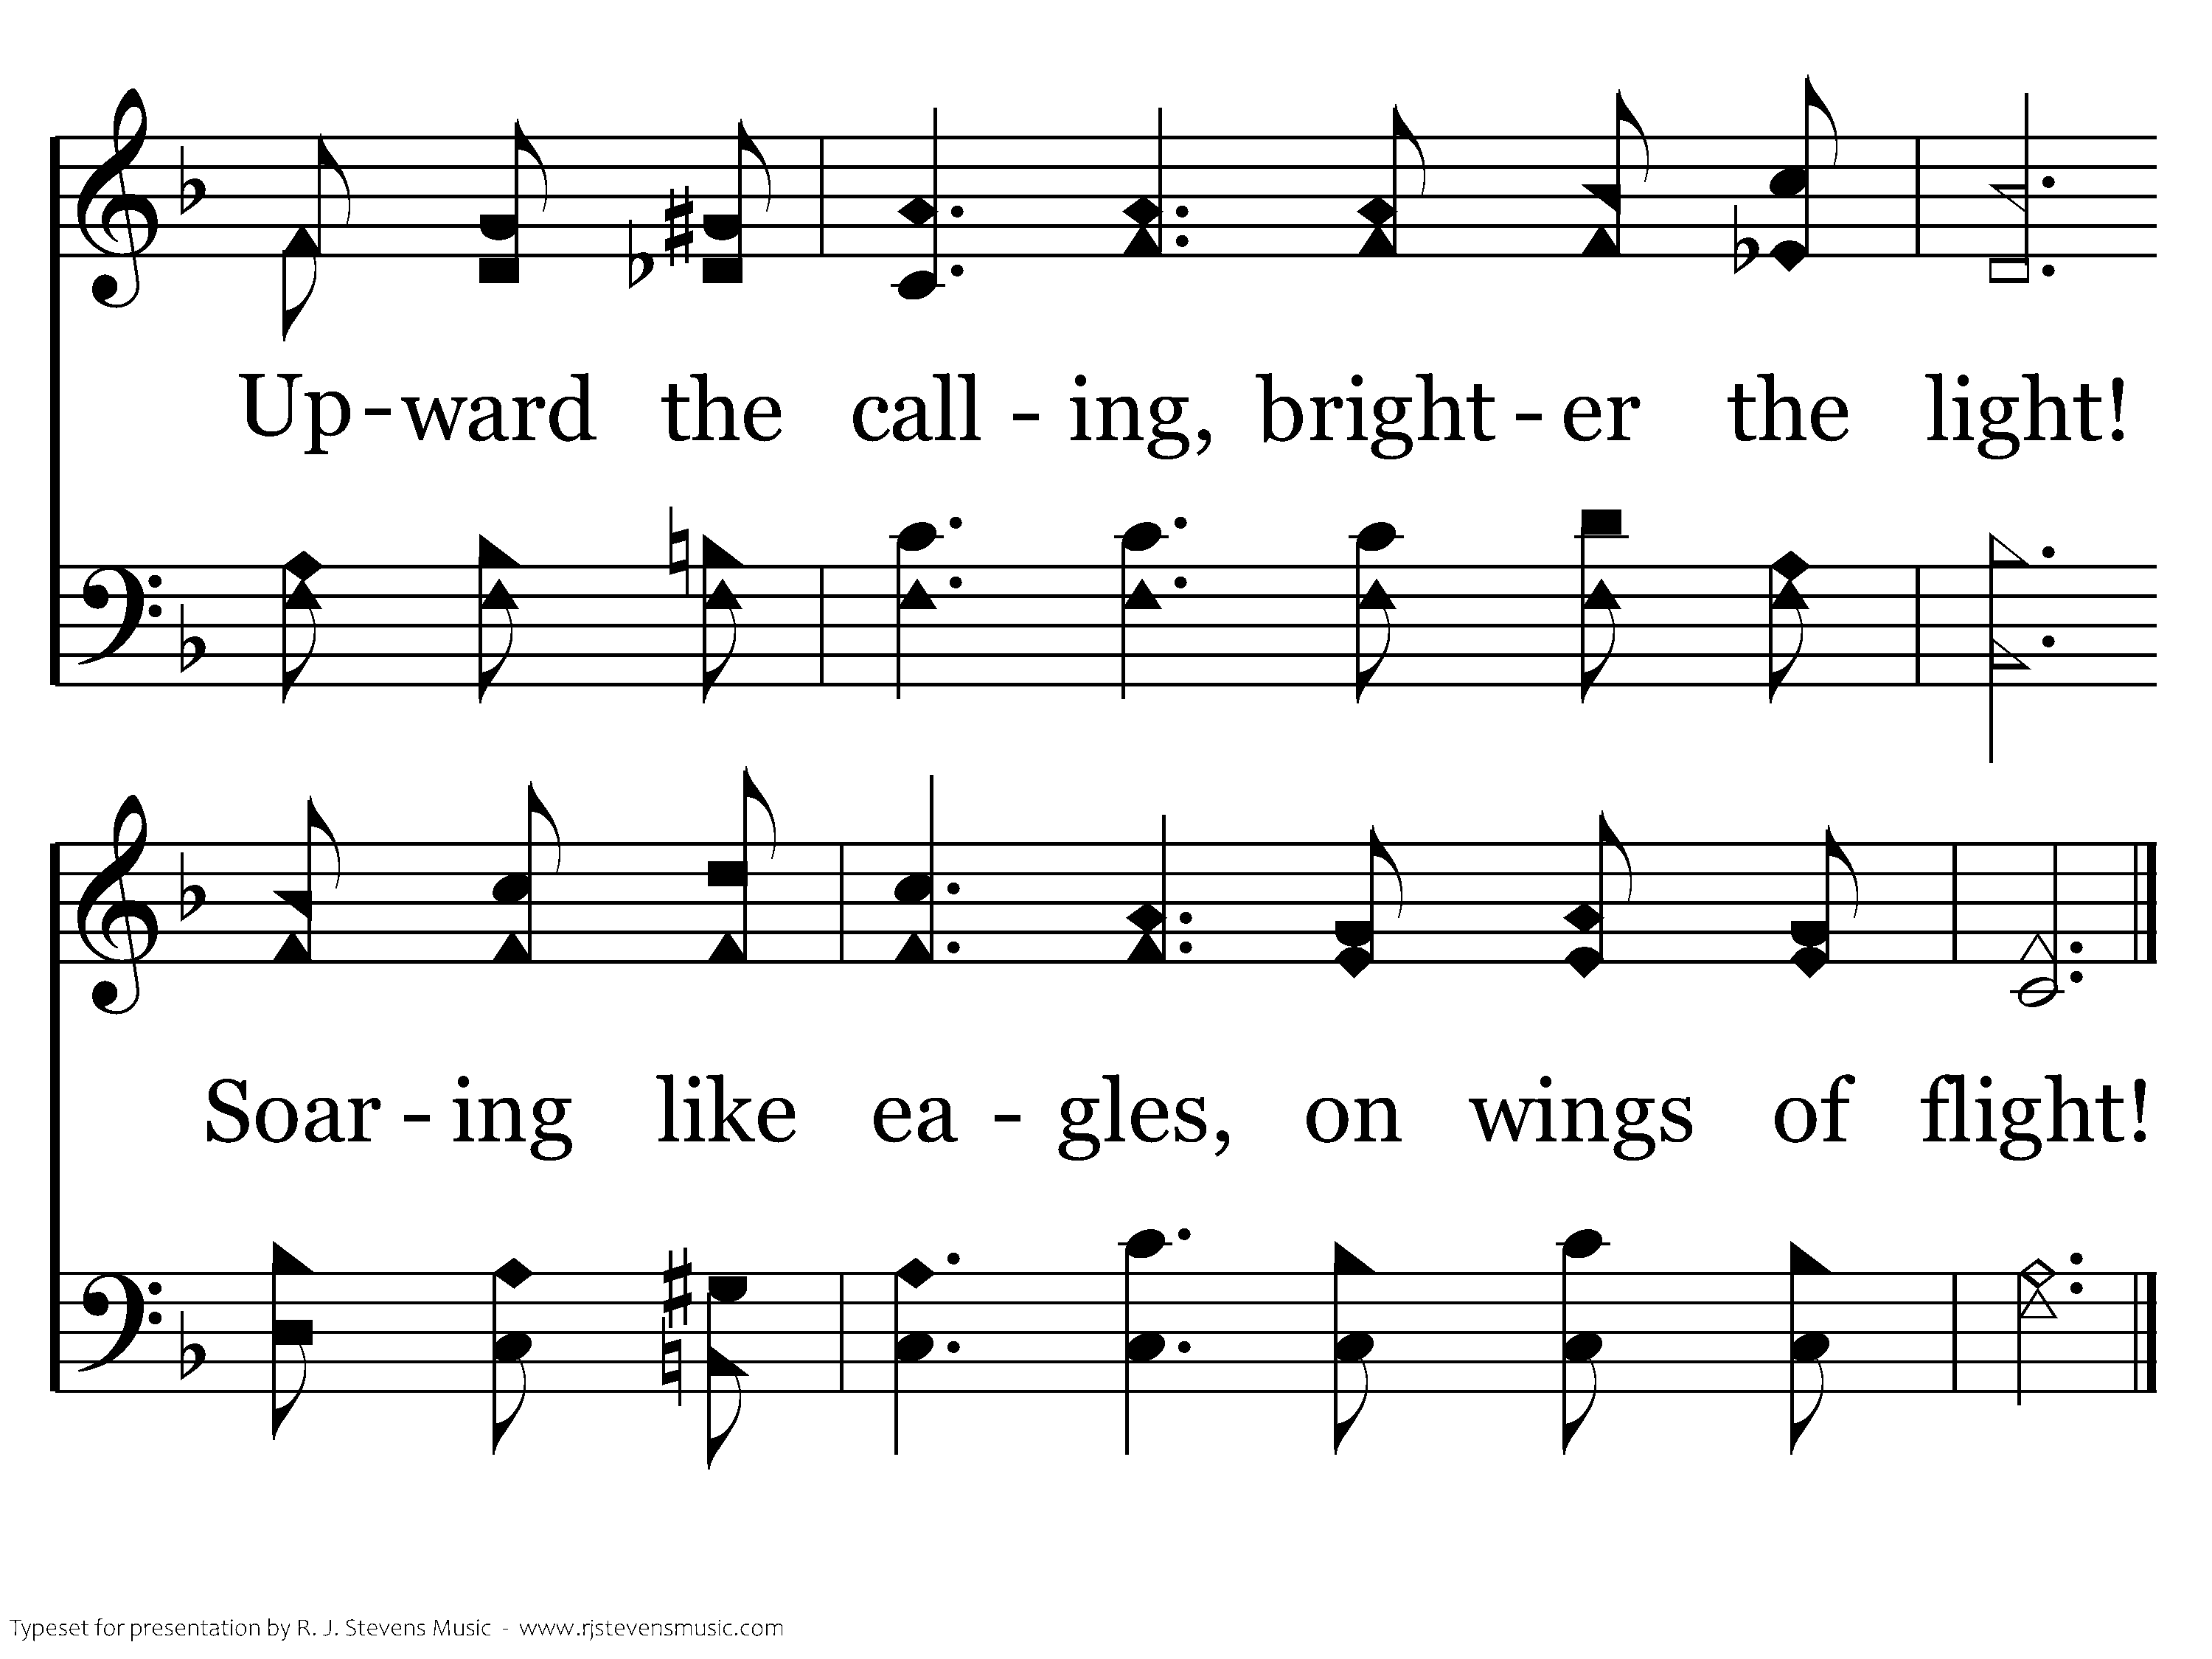 Up-ward the call - ing, bright - er the light!
Soar - ing like ea - gles, on wings of flight!
Typeset for presentation by R. J. Stevens Music - www.rjstevensmusic.com